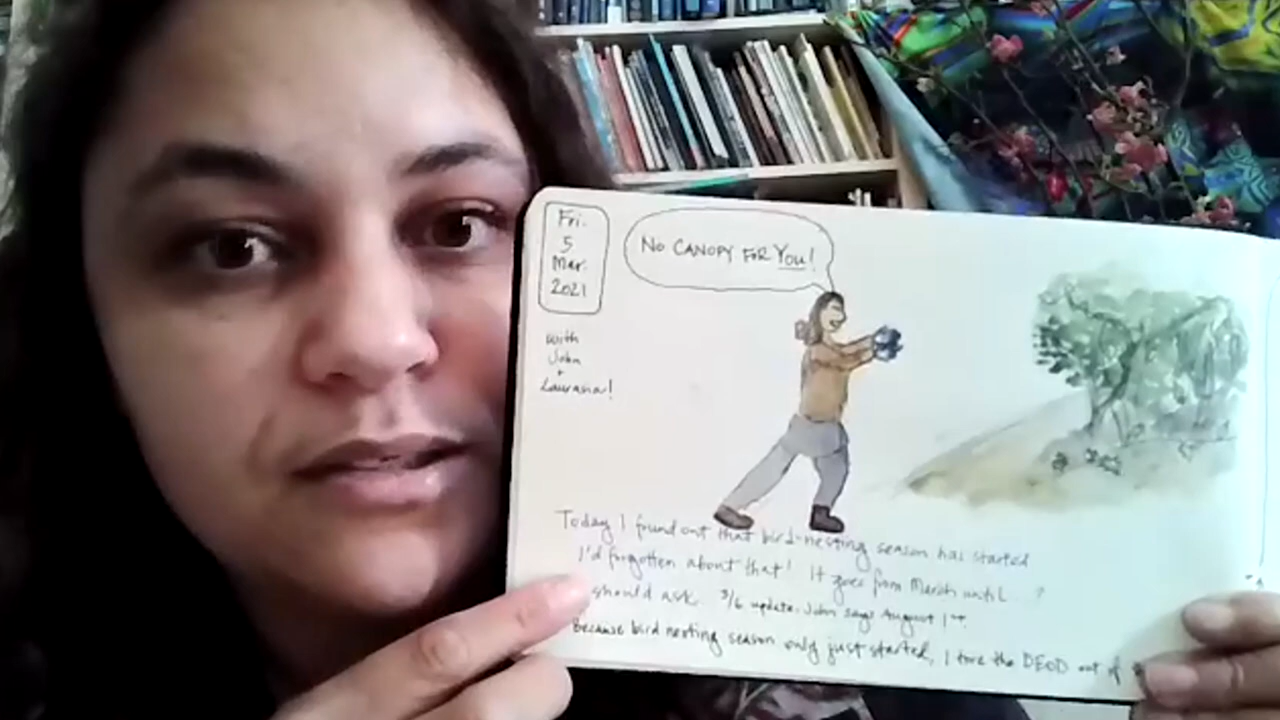 Fri.
5
Mar.
2021
with
John
+
Laurasia!
No CANOPY FOR YOU!
Today I found out that bird-nesting season has started
I'd forgotten about that! It goes from March until...?
should ask. 3/6 update: John says August 1st.
Because bird nesting season only just started, I tore the DEAD out of